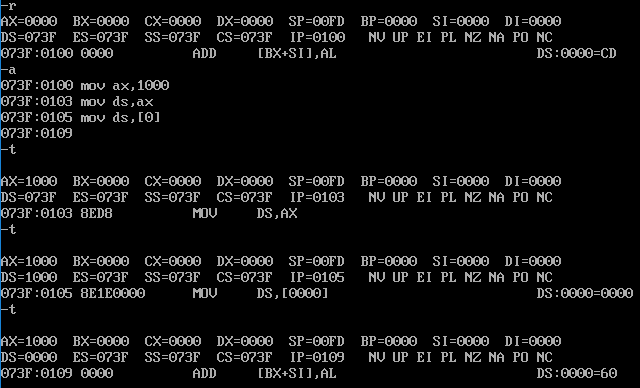 -r
AX=0000  BX=0000  CX=0000  DX=0000  SP=00FD  BP=0000  SI=0000  DI=0000
DS=073F  ES=073F  SS=073F  CS=073F  IP=0100   NV UP EI PL NZ NA PO NC
073F:0100 0000          ADD     [BX+SI],AL                         DS:0000=CD
-a
073F:0100 mov ax,1000
073F:0103 mov ds,ax
073F:0105 mov ds,[0]
073F:0109
-t
AX=1000  BX=0000  CX=0000  DX=0000  SP=00FD  BP=0000  SI=0000  DI=0000
DS=073F  ES=073F  SS=073F  CS=073F  IP=0103   NV UP EI PL NZ NA PO NC
073F:0103 8ED8          MOV     DS,AX
-t
AX=1000  BX=0000  CX=0000  DX=0000  SP=00FD  BP=0000  SI=0000  DI=0000
DS=1000  ES=073F  SS=073F  CS=073F  IP=0105   NV UP EI PL NZ NA PO NC
073F:0105 8E1E0000      MOV     DS,[0000]                          DS:0000=0000
-t
AX=1000  BX=0000  CX=0000  DX=0000  SP=00FD  BP=0000  SI=0000  DI=0000
DS=0000  ES=073F  SS=073F  CS=073F  IP=0109   NV UP EI PL NZ NA PO NC
073F:0109 0000          ADD     [BX+SI],AL                         DS:0000=60